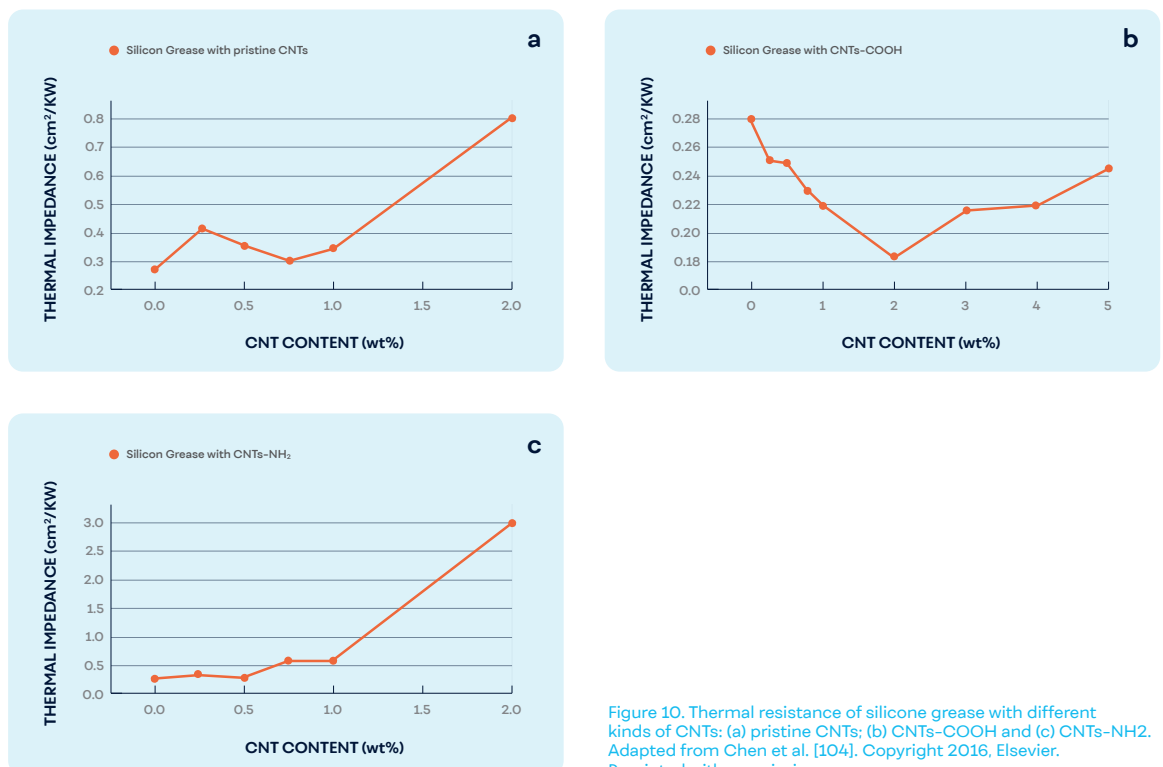 a
Silicon Grease with pristine CNTs
THERMAL IMPEDANCE (cm²/KW)
0.8
0.7
0.6
0.5
0.4
0.3
0.2
0.0 0.5 1.0 1.5 2.0
CNT CONTENT (wt%)
b
Silicon Grease with CNTs-COOH
THERMAL IMPEDANCE (cm²/KW)
0.28
0.26
0.24
0.22
0.20
0.18
0.0
0 1 2 3 4 5
CNT CONTENT (wt%)
c
Silicon Grease with CNTs-NH₂
THERMAL IMPEDANCE (cm²/KW)
3.0
2.5
2.0
1.5
1.0
0.5
0.0
0.0 0.5 1.0 1.5 2.0
CNT CONTENT (wt%)
Figure 10. Thermal resistance of silicone grease with different
kinds of CNTs: (a) pristine CNTs; (b) CNTs-COOH and (c) CNTs-NH2.
Adapted from Chen et al. [104]. Copyright 2016, Elsevier.